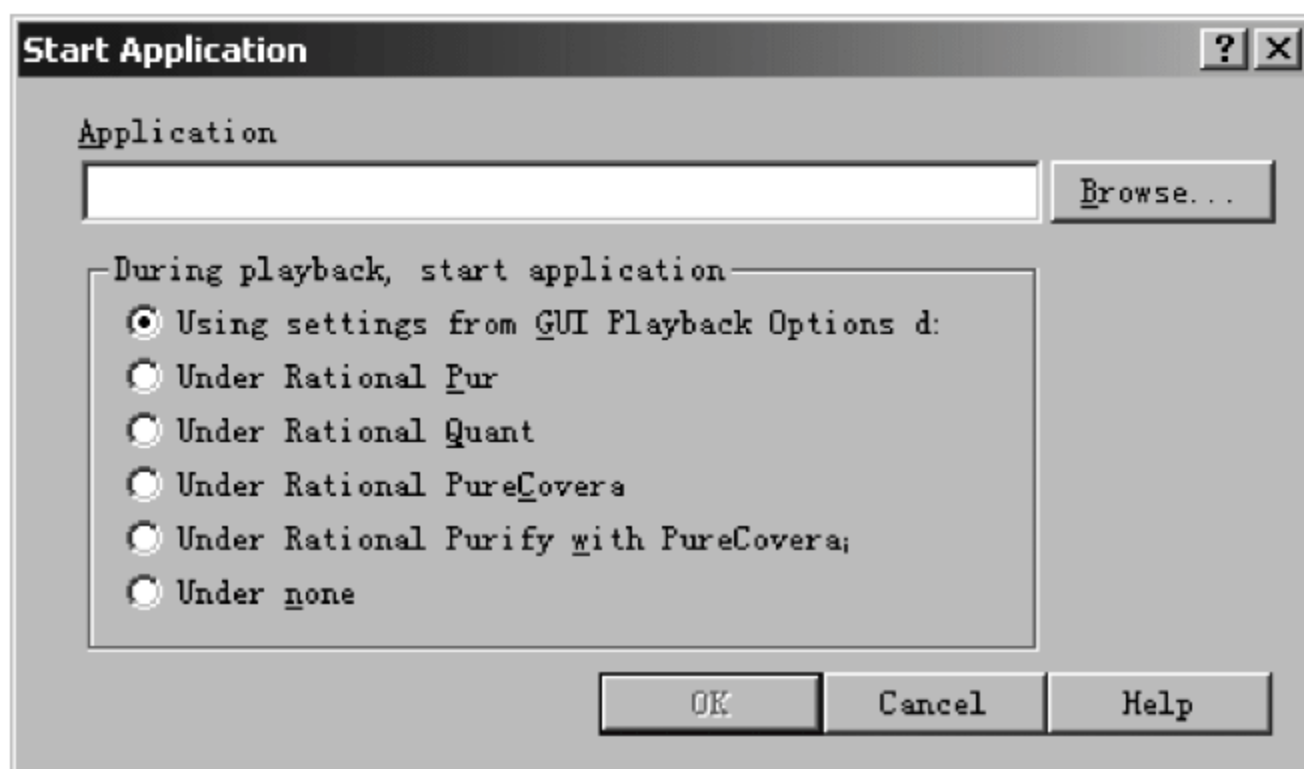 Start Application
Application
Browse...
During playback, start application
Using settings from GUI Playback Options d:
Under Rational Pur
Under Rational Quant
Under Rational PureCovera
Under Rational Purify with PureCovera;
Under none
OK Cancel Help